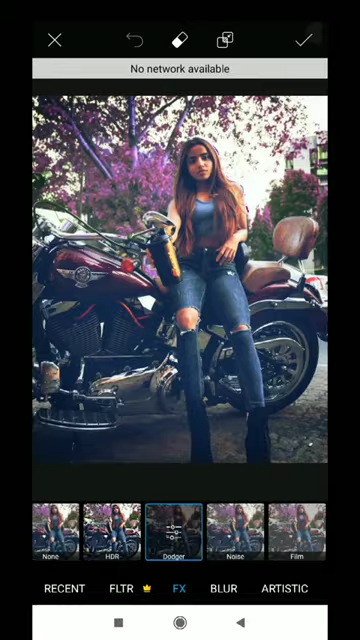 No network available
None
HDR
Dodger
Noise
Film
RECENT
FLTR
FX
BLUR
ARTISTIC